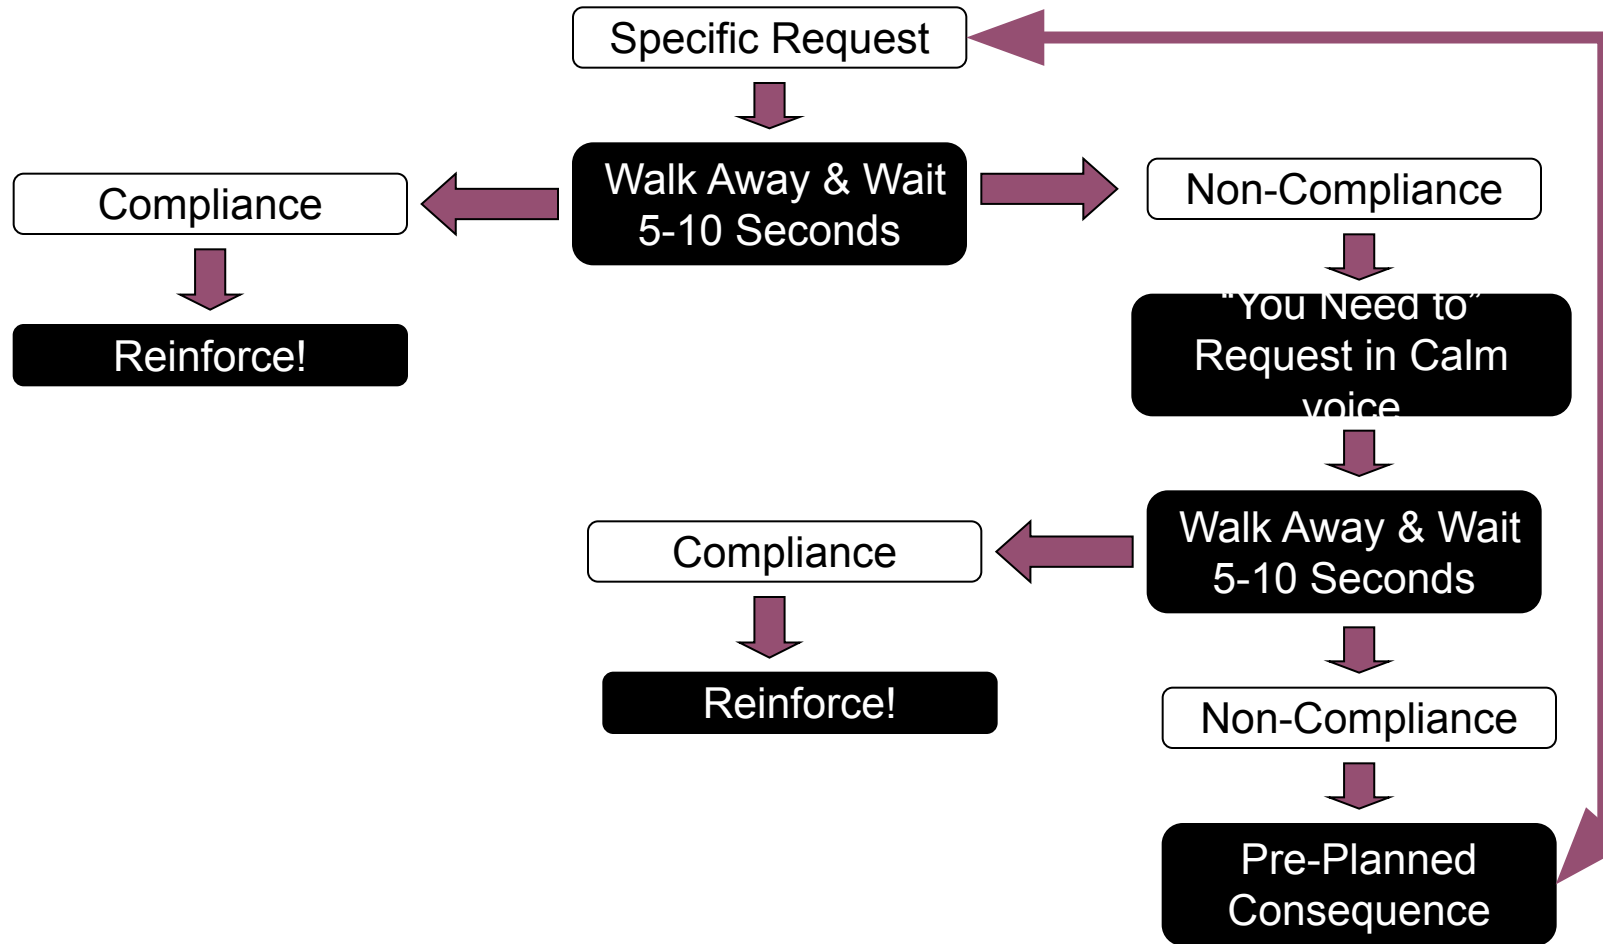 Specific Request
Walk Away & Wait
5-10 Seconds
Compliance
Non-Compliance
Reinforce!
"You Need to”
Request in Calm
voice
Walk Away & Wait
5-10 Seconds
Compliance
Reinforce!
Non-Compliance
Pre-Planned
Consequence